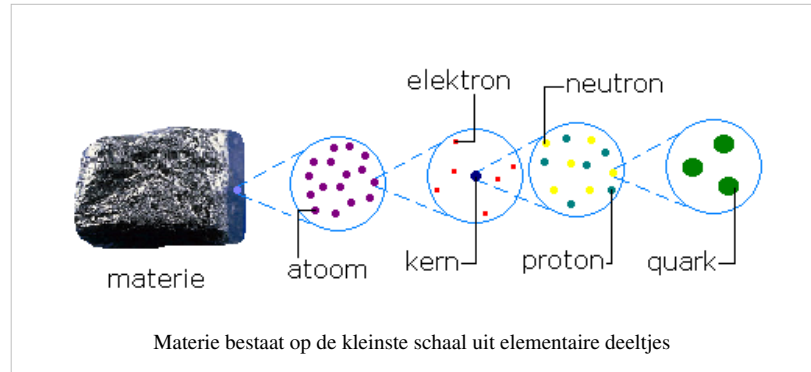 elektron
neutron
materie
atoom
kern
proton
quark
Materie bestaat op de kleinste schaal uit elementaire deeltjes